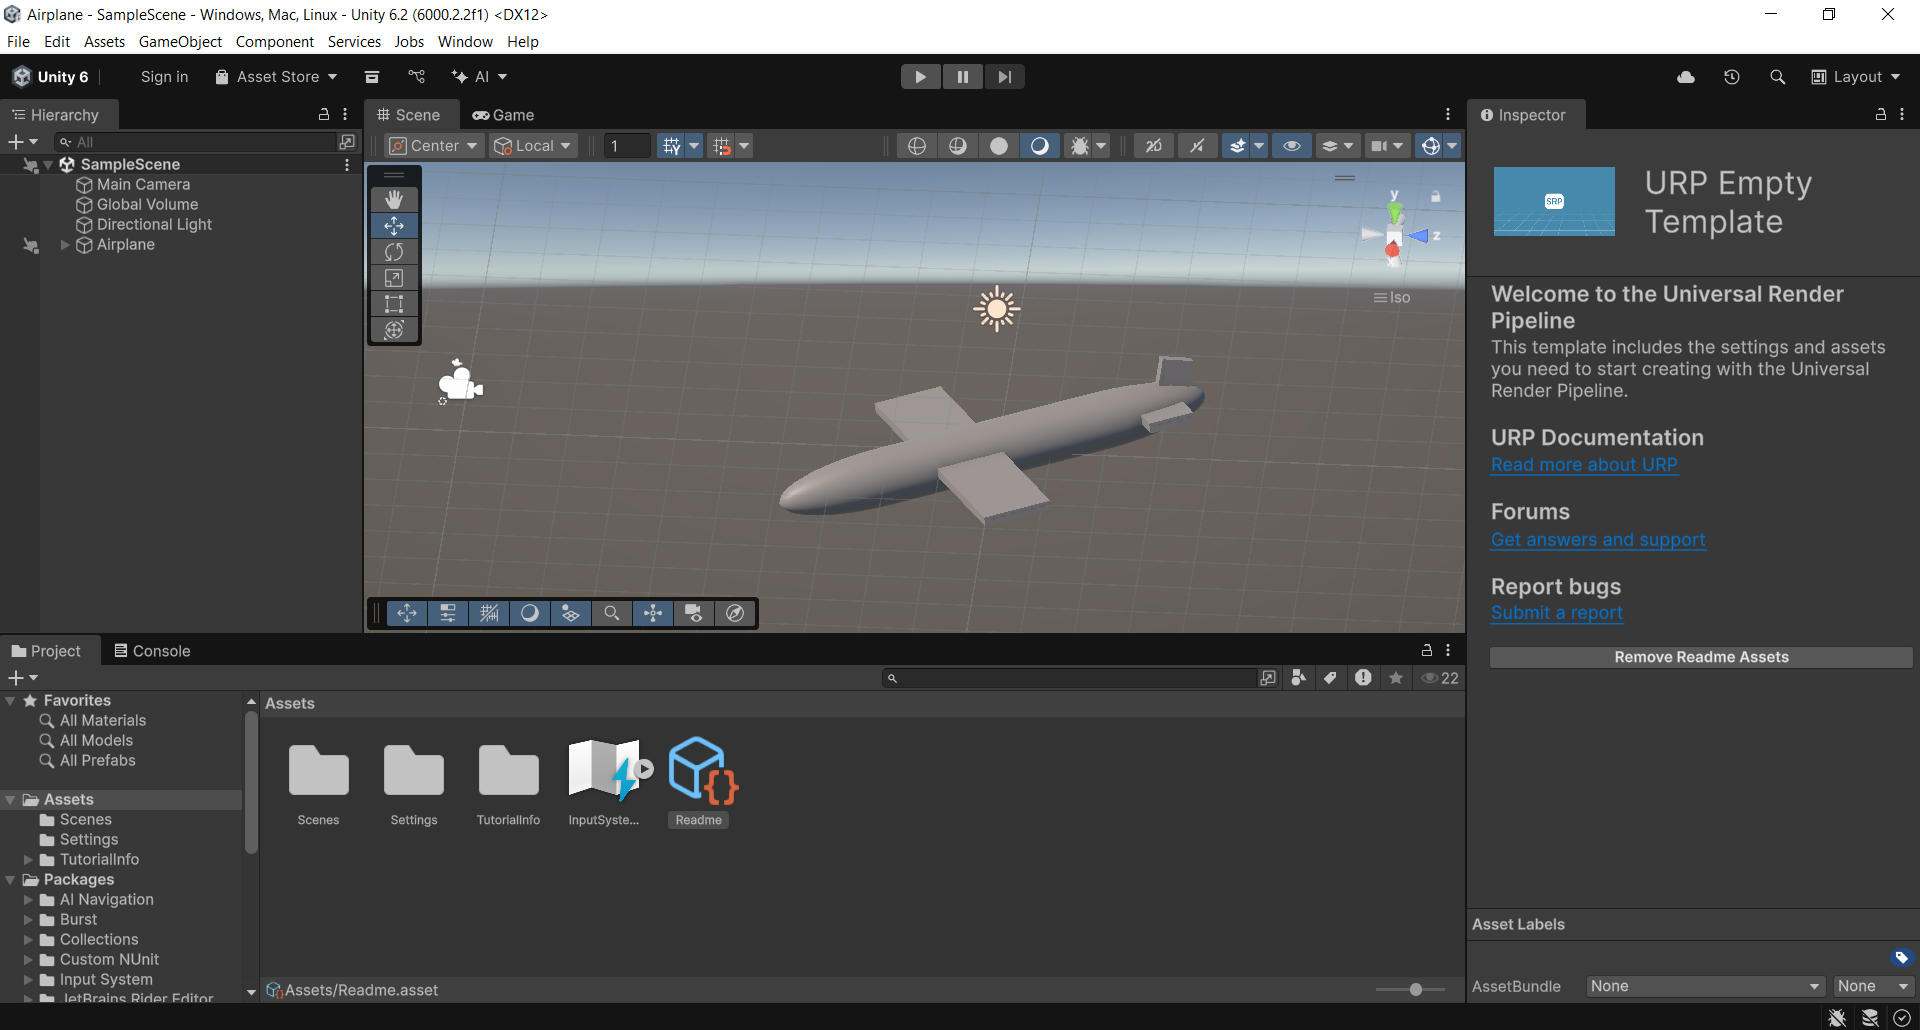 Airplane - SampleScene - Windows, Mac, Linux - Unity 6.2 (6000.2.2f1) <DX12>
File Edit Assets GameObject Component Services Jobs Window Help
Unity 6 Sign in Asset Store AI Layout
Hierarchy
All
SampleScene
Main Camera
Global Volume
Directional Light
Airplane
Scene Game
Center Local 1 2D
y
z
Iso
Inspector
SRP
URP Empty
Template
Welcome to the Universal Render
Pipeline
This template includes the settings and assets
you need to start creating with the Universal
Render Pipeline.
URP Documentation
Read more about URP
Forums
Get answers and support
Report bugs
Submit a report
Remove Readme Assets
Project Console
22
Favorites
All Materials
All Models
All Prefabs
Assets
Scenes
Settings
TutorialInfo
Packages
AI Navigation
Burst
Collections
Custom NUnit
Input System
JetBrains Rider Editor
Assets
Scenes Settings TutorialInfo InputSyste... Readme
Assets/Readme.asset
Asset Labels
AssetBundle None None